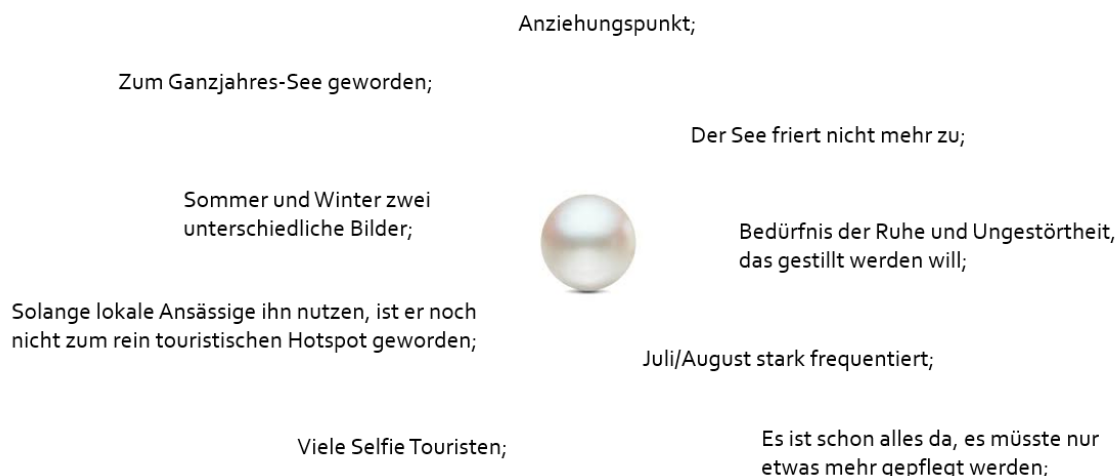 Anziehungspunkt;
Zum Ganzjahres-See geworden;
Der See friert nicht mehr zu;
Sommer und Winter zwei
unterschiedliche Bilder;
Bedürfnis der Ruhe und Ungestörtheit,
das gestillt werden will;
Solange lokale Ansässige ihn nutzen, ist er noch
nicht zum rein touristischen Hotspot geworden;
Juli/August stark frequentiert;
Viele Selfie Touristen;
Es ist schon alles da, es müsste nur
etwas mehr gepflegt werden;